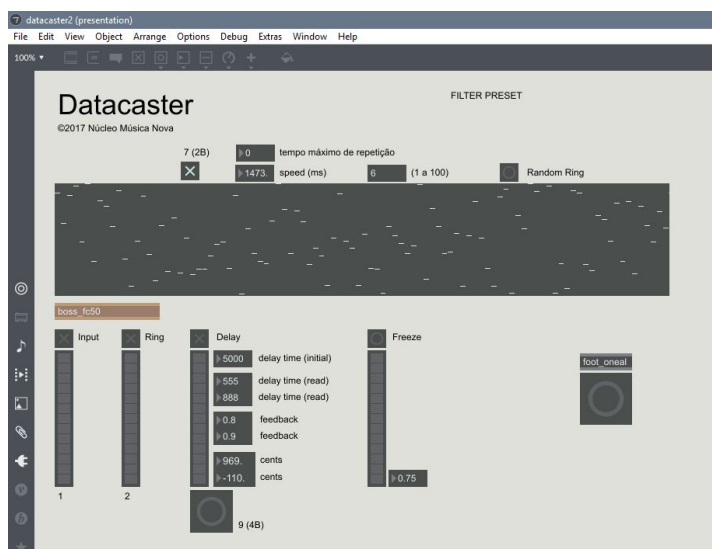 datacaster2 (presentation)
File Edit View Object Arrange Options Debug Extras Window Help
100%
Datacaster
FILTER PRESET
©2017 Núcleo Música Nova
7 (2B)
0 tempo máximo de repetição
1473. speed (ms) 6 (1 a 100) Random Ring
boss_fc50
Input Ring Delay Freeze
5000 delay time (initial)
foot_oneal
555 delay time (read)
888 delay time (read)
0.8 feedback
0.9 feedback
969. cents
-110. cents
0.75
1 2
9 (4B)